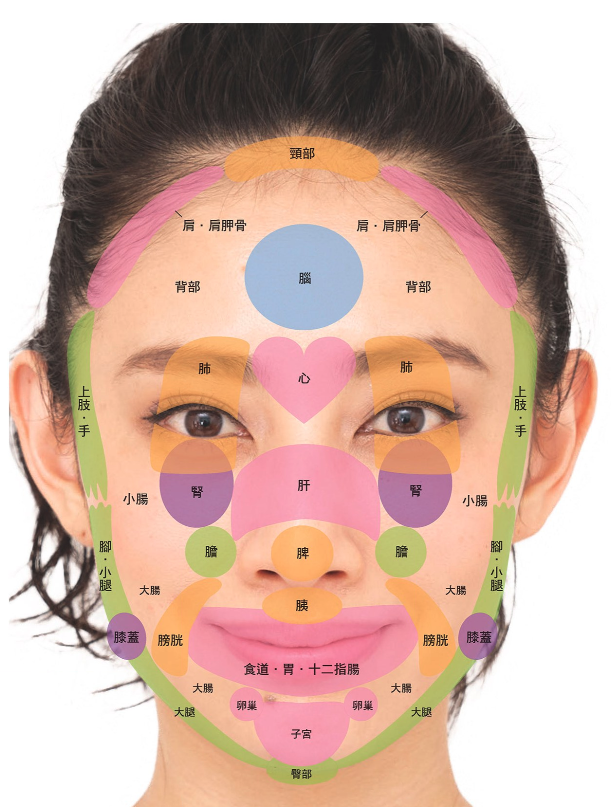 頸部
肩・肩胛骨
肩・肩胛骨
背部
腦
背部
肺
心
肺
上肢・手
上肢・手
小腸
腎
肝
腎
小腸
膽
脾
膽
腳・小腿
腳・小腿
大腸
胰
大腸
膝蓋
膀胱
膀胱
膝蓋
食道・胃・十二指腸
大腸
大腸
大腿
卵巢
卵巢
大腿
子宮
臀部